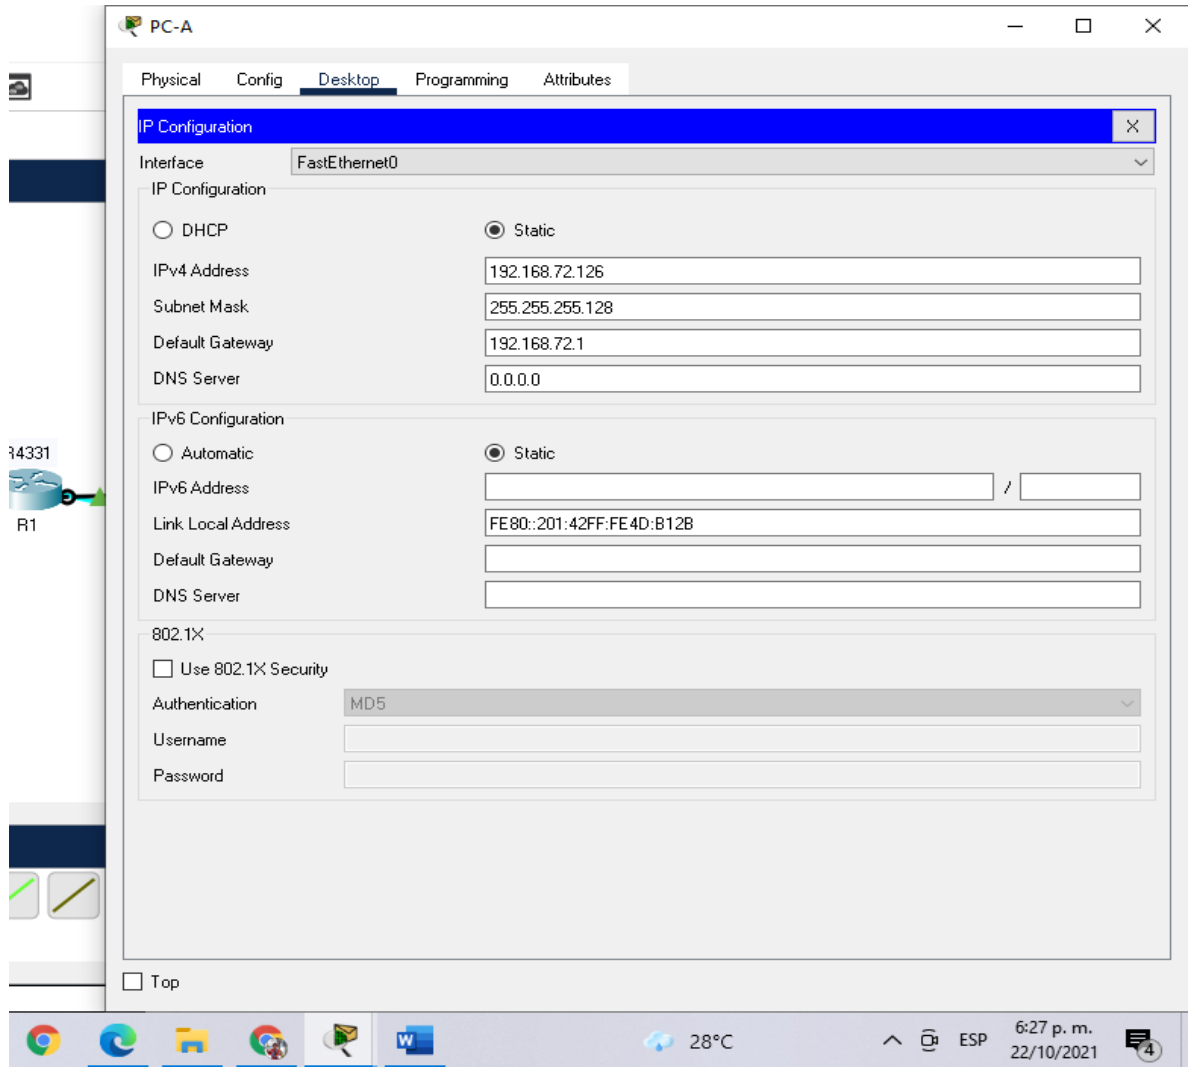 PC-A
Physical Config Desktop Programming Attributes
IP Configuration X
Interface FastEthernet0
IP Configuration
DHCP Static
IPv4 Address 192.168.72.126
Subnet Mask 255.255.255.128
Default Gateway 192.168.72.1
DNS Server 0.0.0.0
IPv6 Configuration
Automatic Static
IPv6 Address /
Link Local Address FE80::201:42FF:FE4D:B12B
Default Gateway
DNS Server
802.1X
Use 802.1X Security
Authentication MD5
Username
Password
Top
R1
W 28°C ESP 6:27 p. m.
22/10/2021 4